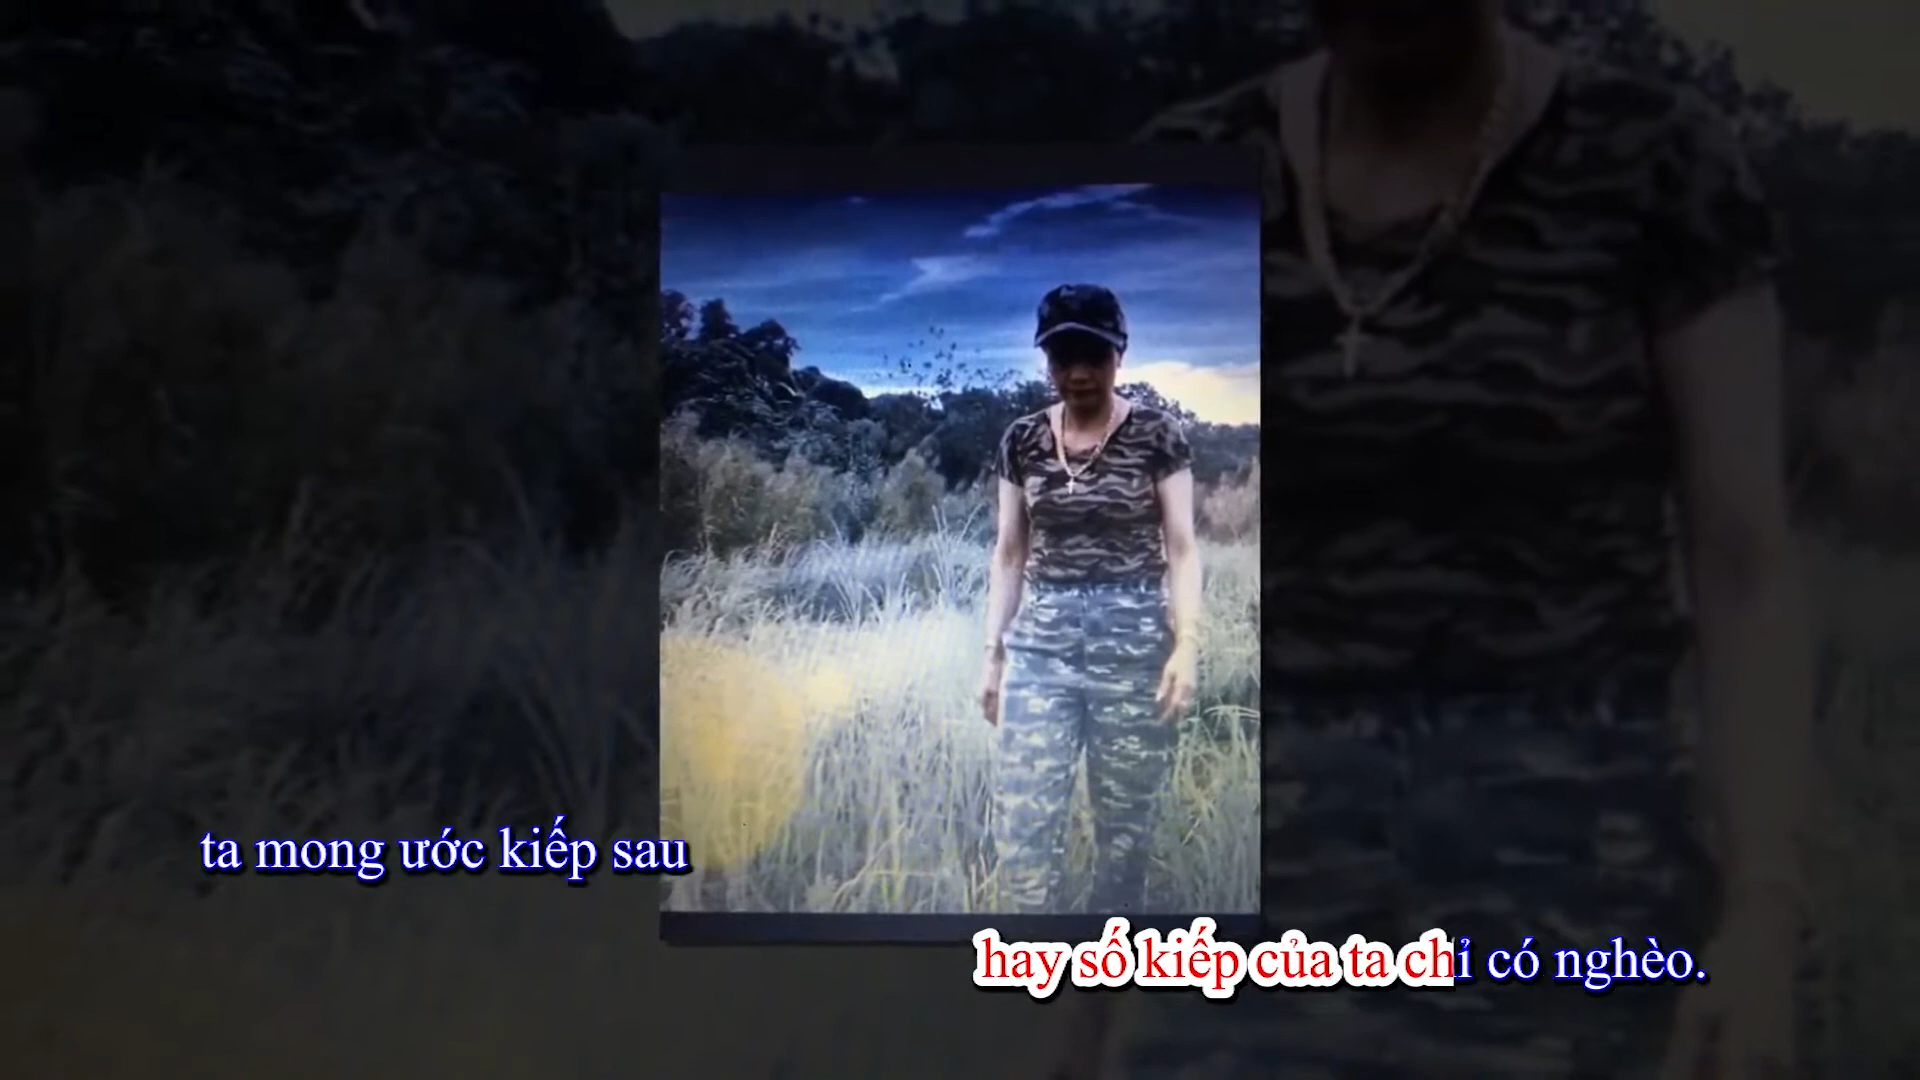 ta mong ước kiếp sau
hay số kiếp của ta chỉ có nghèo.